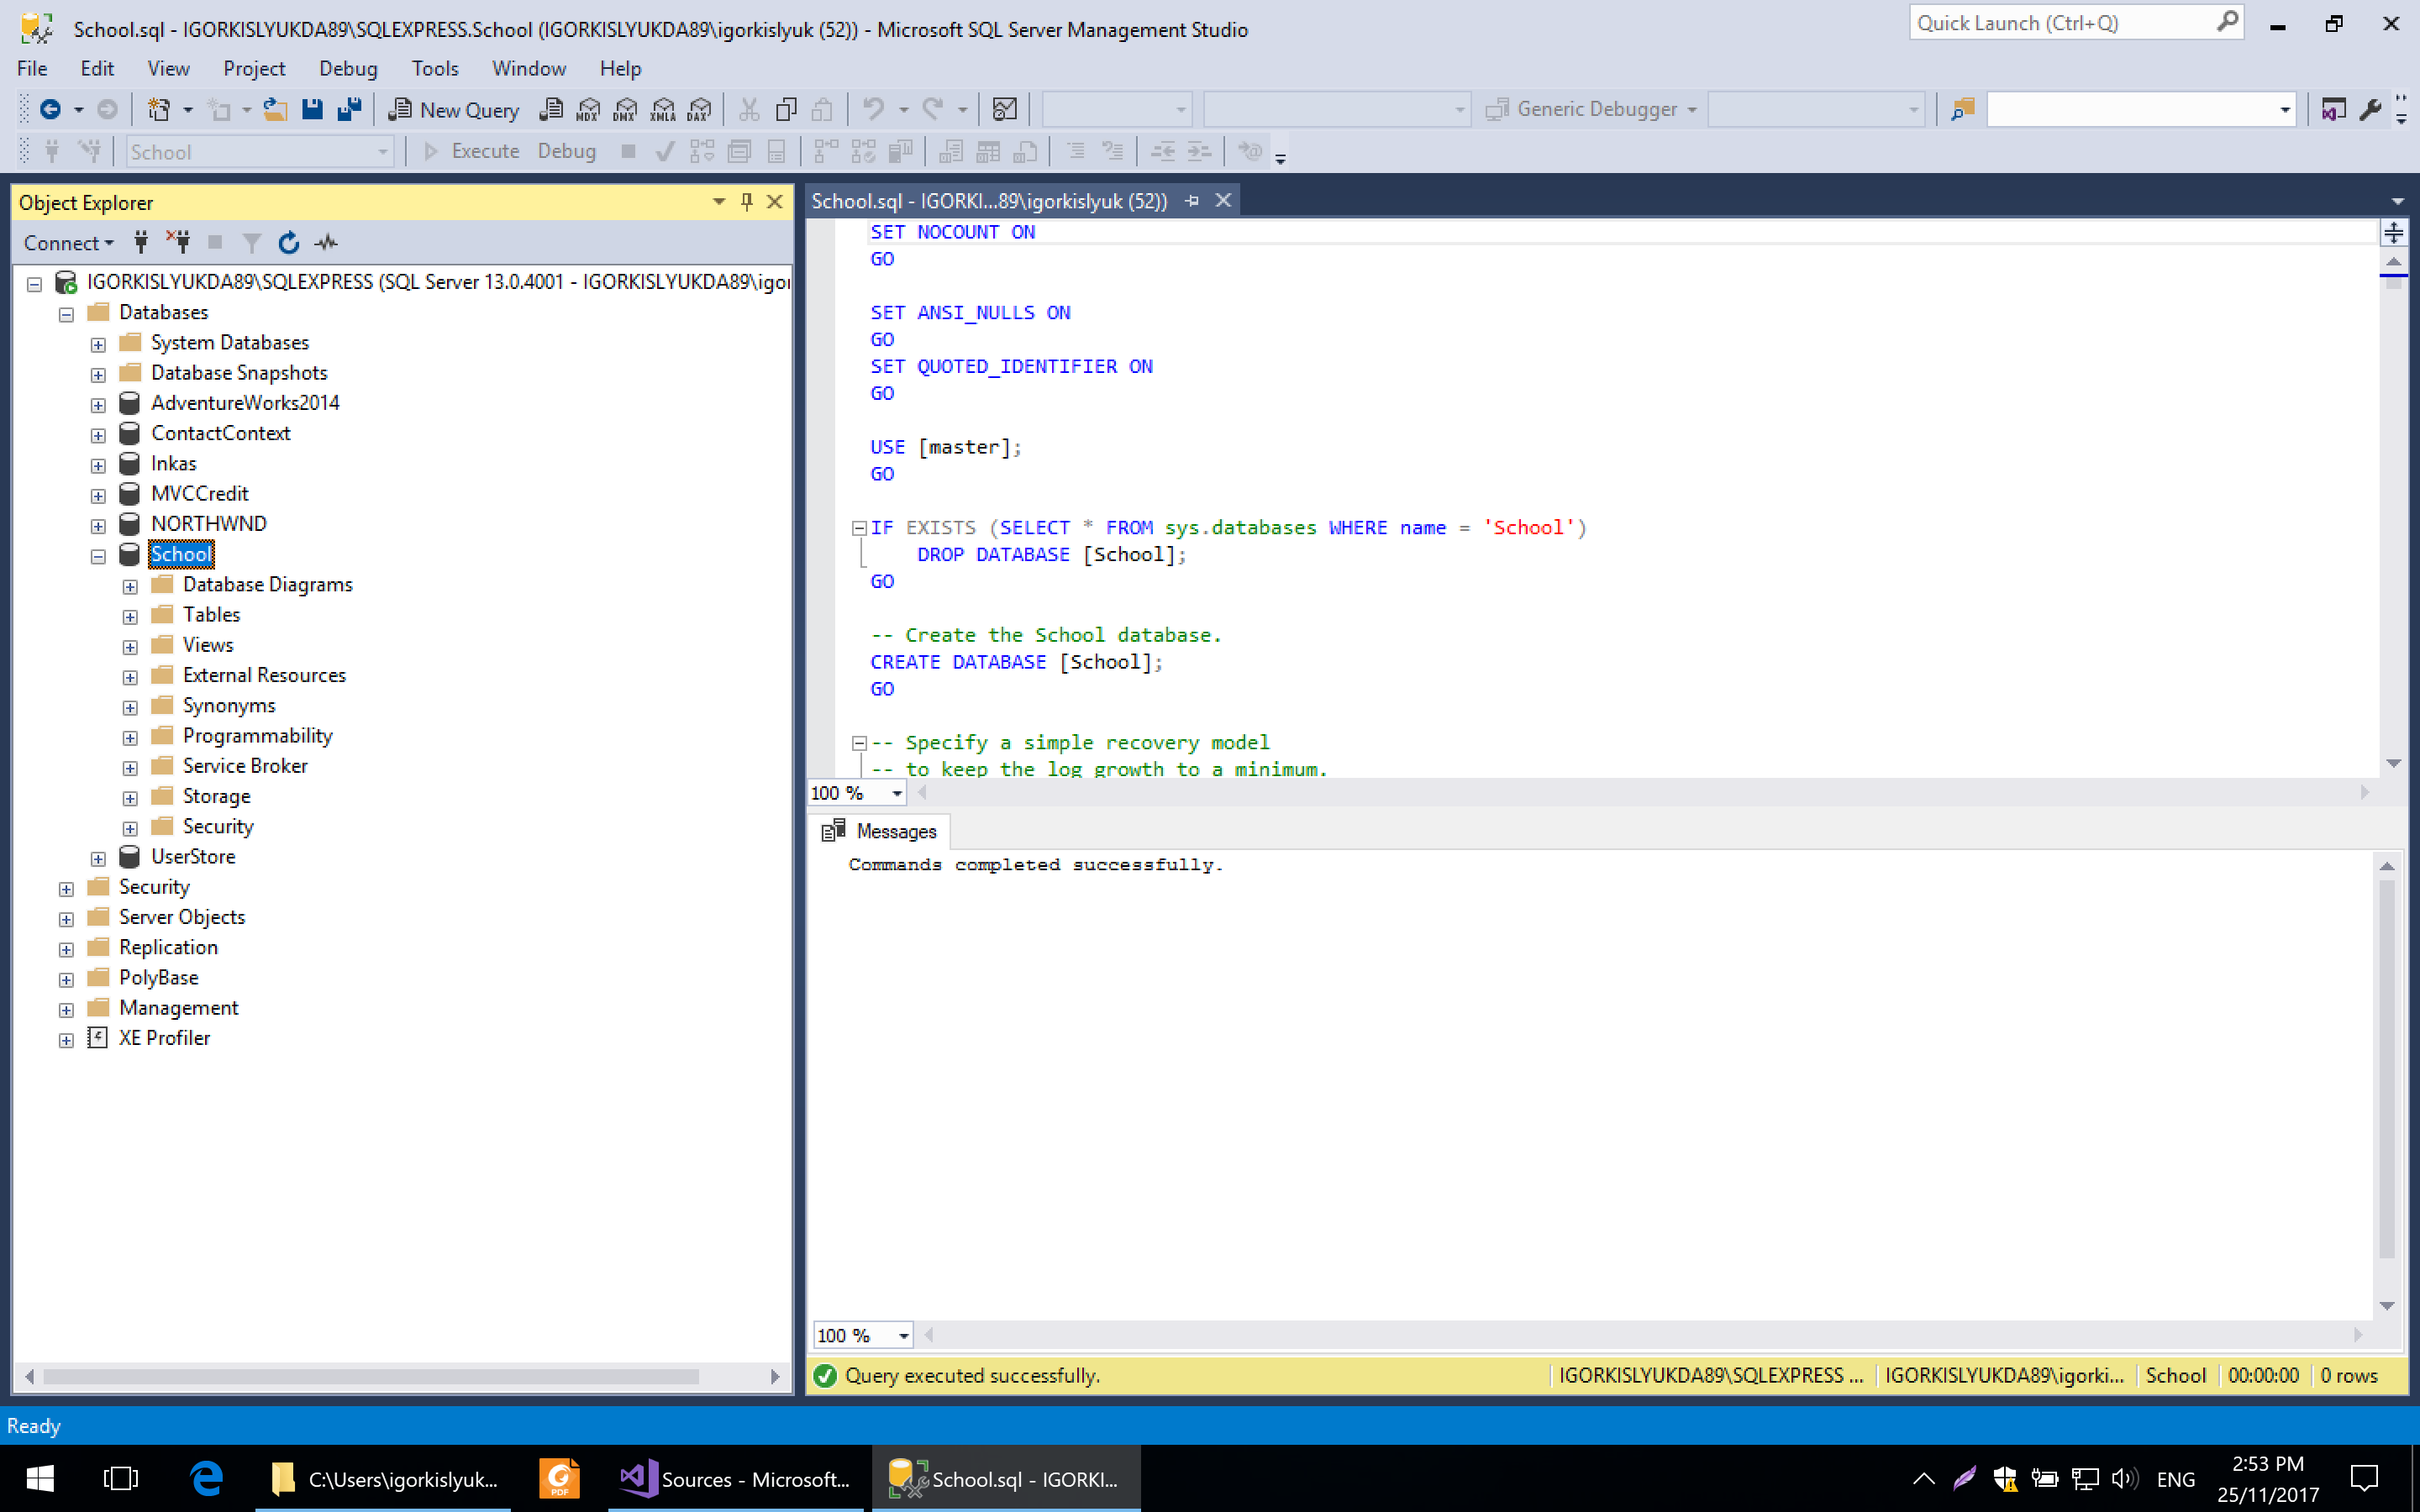 School.sql - IGORKISLYUKDA89\SQLEXPRESS.School (IGORKISLYUKDA89\igorkislyuk (52)) - Microsoft SQL Server Management Studio
Quick Launch (Ctrl+Q)
File Edit View Project Debug Tools Window Help
New Query MDX DMX XMLA DAX Generic Debugger
School Execute Debug
Object Explorer
Connect
IGORKISLYUKDA89\SQLEXPRESS (SQL Server 13.0.4001 - IGORKISLYUKDA89\igor
Databases
System Databases
Database Snapshots
AdventureWorks2014
ContactContext
Inkas
MVCCredit
NORTHWND
School
Database Diagrams
Tables
Views
External Resources
Synonyms
Programmability
Service Broker
Storage
Security
UserStore
Security
Server Objects
Replication
PolyBase
Management
XE Profiler
School.sql - IGORKI...89\igorkislyuk (52))
SET NOCOUNT ON
GO
SET ANSI_NULLS ON
GO
SET QUOTED_IDENTIFIER ON
GO
USE [master];
GO
IF EXISTS (SELECT * FROM sys.databases WHERE name = 'School')
DROP DATABASE [School];
GO
-- Create the School database.
CREATE DATABASE [School];
GO
-- Specify a simple recovery model
-- to keep the log growth to a minimum.
100 %
Messages
Commands completed successfully.
100 %
Query executed successfully. IGORKISLYUKDA89\SQLEXPRESS ... IGORKISLYUKDA89\igorki... School 00:00:00 0 rows
Ready
C:\Users\igorkislyuk... PDF Sources - Microsoft... School.sql - IGORKI... ENG
2:53 PM
25/11/2017